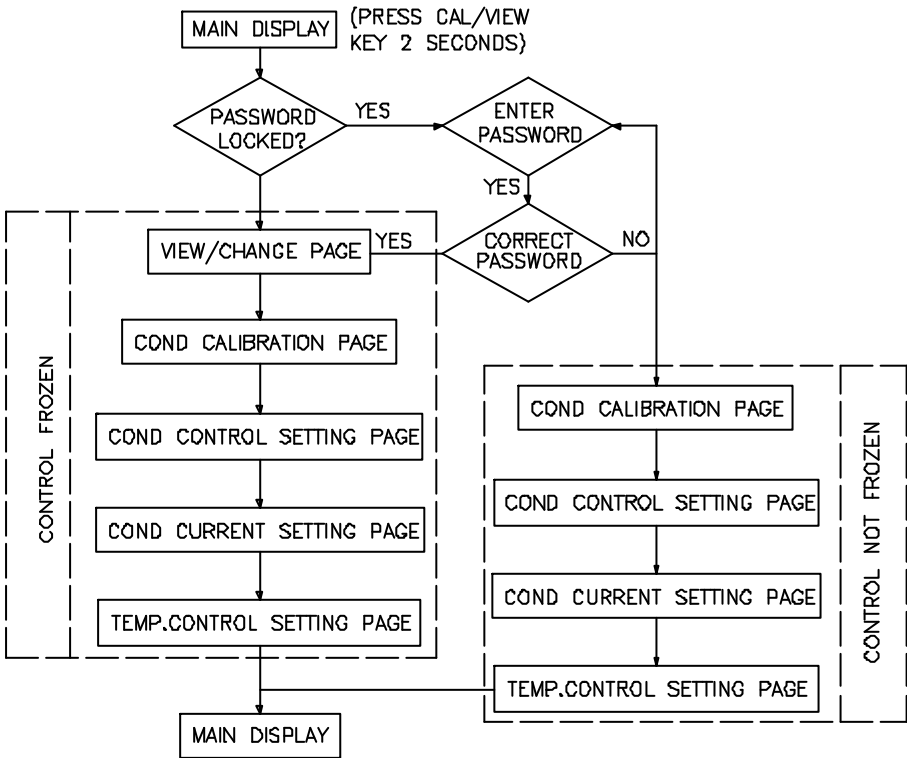 MAIN DISPLAY
(PRESS CAL/VIEW
KEY 2 SECONDS)
PASSWORD
LOCKED?
YES
ENTER
PASSWORD
YES
VIEW/CHANGE PAGE
YES
CORRECT
PASSWORD
NO
CONTROL FROZEN
COND CALIBRATION PAGE
COND CONTROL SETTING PAGE
COND CURRENT SETTING PAGE
TEMP.CONTROL SETTING PAGE
COND CALIBRATION PAGE
COND CONTROL SETTING PAGE
COND CURRENT SETTING PAGE
TEMP.CONTROL SETTING PAGE
CONTROL NOT FROZEN
MAIN DISPLAY